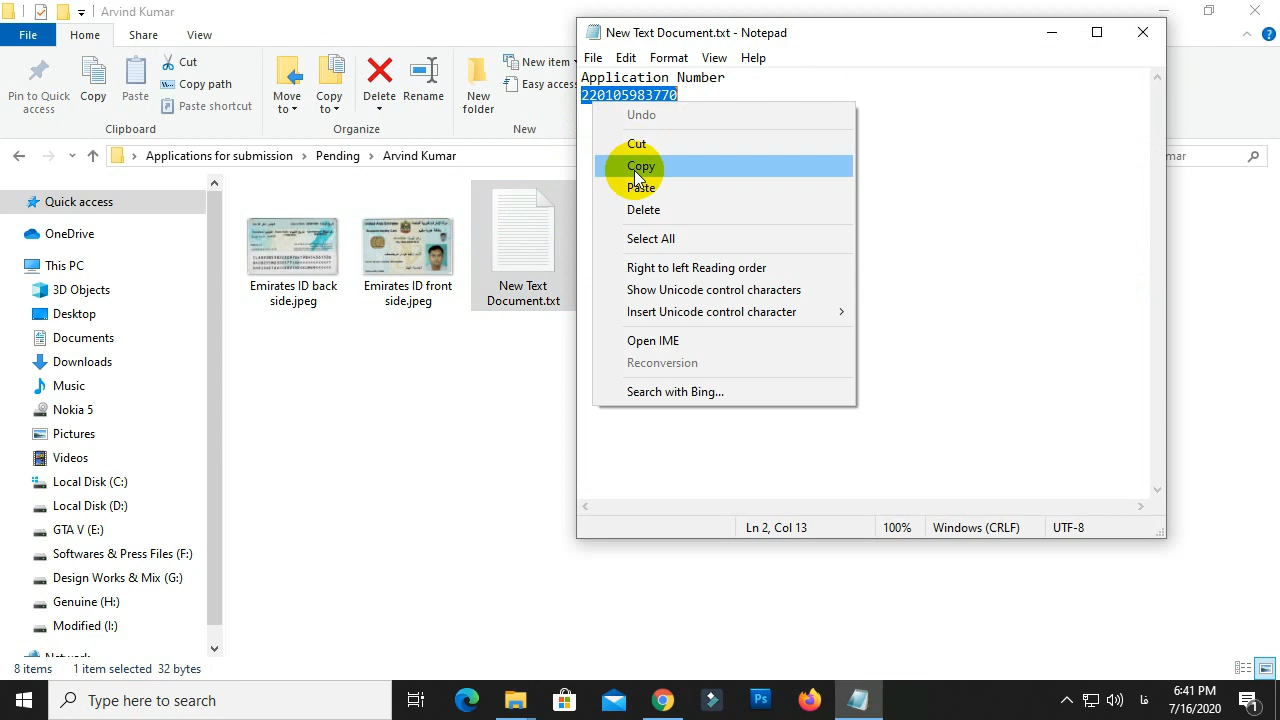 Arvind Kumar
File
Home
Share
View
Pin to Quick access
Copy
Paste
Cut
Copy path
Paste shortcut
Clipboard
Move to
Copy to
Delete
Rename
Organize
New folder
New item
Easy access
New
Applications for submission
Pending
Arvind Kumar
mar
Quick access
OneDrive
This PC
3D Objects
Desktop
Documents
Downloads
Music
Nokia 5
Pictures
Videos
Local Disk (C:)
Local Disk (D:)
GTA V (E:)
Softwares & Press Files (F:)
Design Works & Mix (G:)
Genuine (H:)
Modified (I:)
Emirates ID back side.jpeg
Emirates ID front side.jpeg
New Text Document.txt
New Text Document.txt - Notepad
File Edit Format View Help
Application Number
220105983770
Undo
Cut
Copy
Paste
Delete
Select All
Right to left Reading order
Show Unicode control characters
Insert Unicode control character
Open IME
Reconversion
Search with Bing...
Ln 2, Col 13
100%
Windows (CRLF)
UTF-8
8 items
1 item selected 32 bytes
Type here to search
Ps
فا
6:41 PM
7/16/2020
1